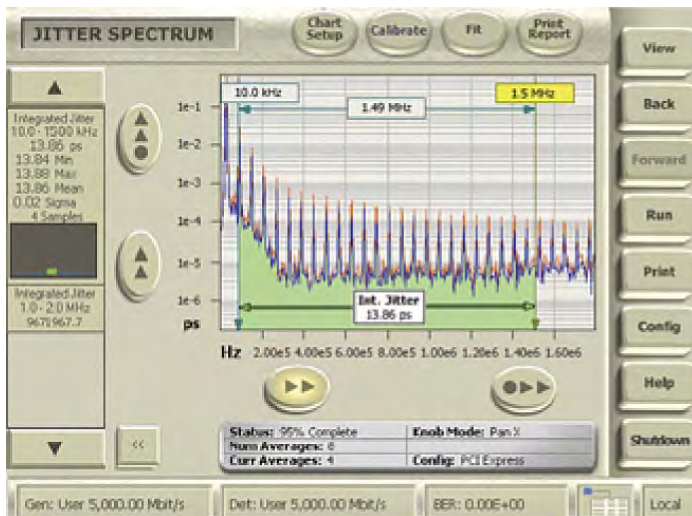 JITTER SPECTRUM
Chart Setup
Calibrate
Fit
Print Report
View
Back
Forward
Run
Print
Config
Help
Shutdown
Integrated Jitter
10.0 - 1500 kHz
13.86 ps
13.84 Min
13.88 Max
13.86 Mean
0.02 Sigma
4 Samples
Integrated Jitter
1.0 - 2.0 MHz
9671967.7
<<
10.0 kHz
1.49 MHz
1.5 MHz
1e-1
1e-2
1e-3
1e-4
1e-5
1e-6
ps
Int. Jitter
13.86 ps
Hz 2.00e5 4.00e5 6.00e5 8.00e5 1.00e6 1.20e6 1.40e6 1.60e6
Status: 95% Complete
Knob Mode: Pan X
Num Averages: 8
Curr Averages: 4
Config: PCI Express
Gen: User 5,000.00 Mbit/s
Det: User 5,000.00 Mbit/s
BER: 0.00E+00
Local